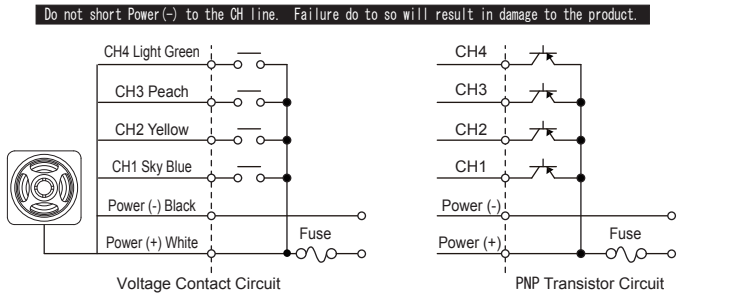 Do not short Power(-) to the CH line. Failure do to so will result in damage to the product.
CH4 Light Green
CH3 Peach
CH2 Yellow
CH1 Sky Blue
Power (-) Black
Power (+) White
Fuse
Voltage Contact Circuit
CH4
CH3
CH2
CH1
Power (-)
Power (+)
Fuse
PNP Transistor Circuit